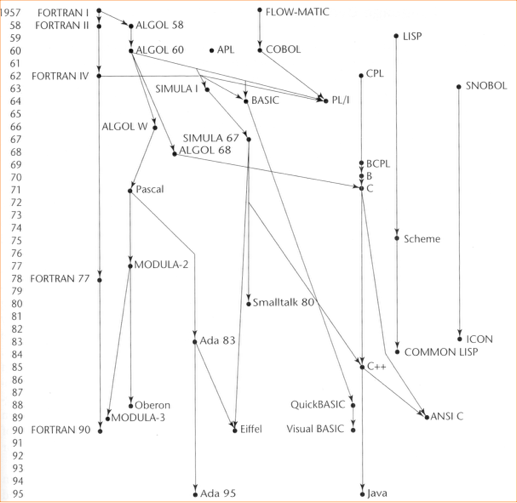 1957 FORTRAN I FLOW-MATIC
58 FORTRAN II ALGOL 58
59 LISP
60 ALGOL 60 APL COBOL
61
62 FORTRAN IV CPL
63 SIMULA I SNOBOL
64 BASIC PL/I
65
66 ALGOL W
67 SIMULA 67
68 ALGOL 68
69 BCPL
70 B
71 Pascal C
72
73
74
75 Scheme
76
77 MODULA-2
78 FORTRAN 77
79
80 Smalltalk 80
81
82
83 Ada 83 ICON
84 COMMON LISP
85 C++
86
87
88 Oberon QuickBASIC
89 MODULA-3 ANSI C
90 FORTRAN 90 Eiffel Visual BASIC
91
92
93
94
95 Ada 95 Java